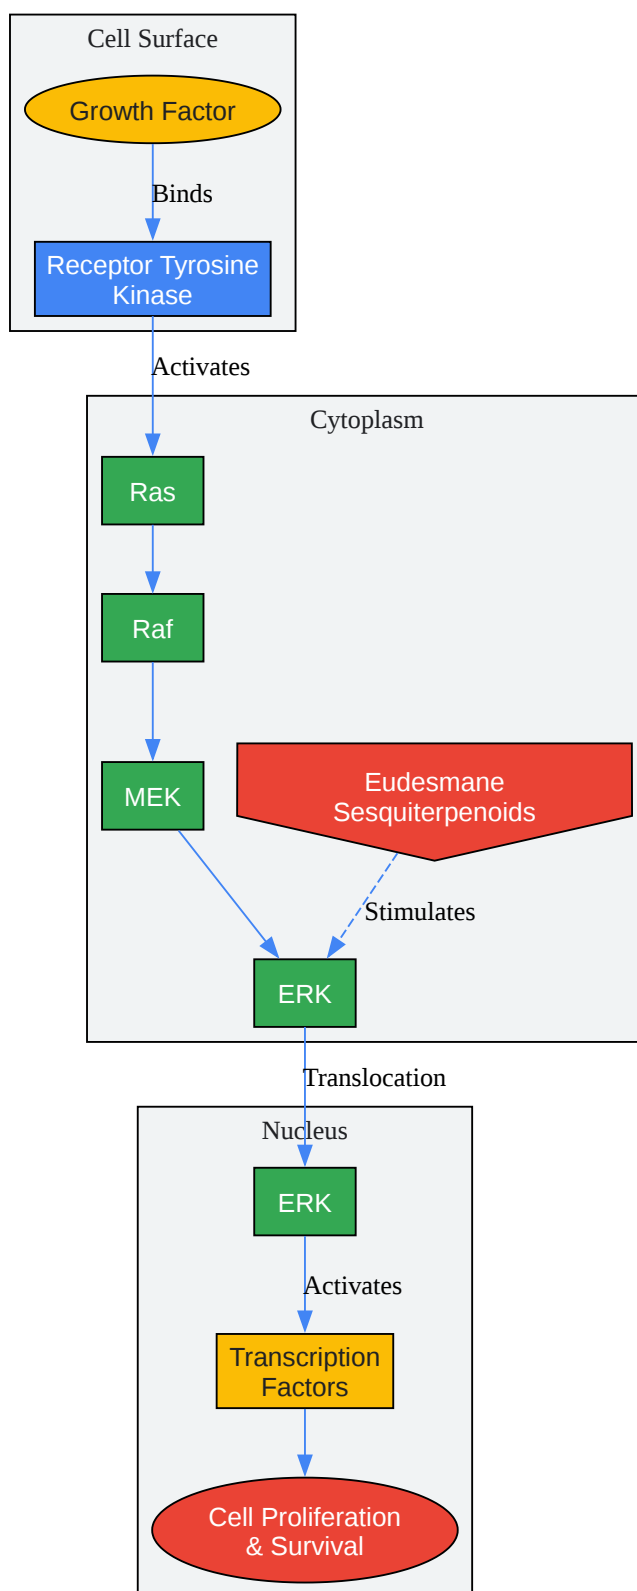 Cell Surface
Growth Factor
Binds
Receptor Tyrosine
Kinase
Activates
Cytoplasm
Ras
Raf
MEK
Eudesmane
Sesquiterpenoids
Stimulates
ERK
Translocation
Nucleus
ERK
Activates
Transcription
Factors
Cell Proliferation
& Survival